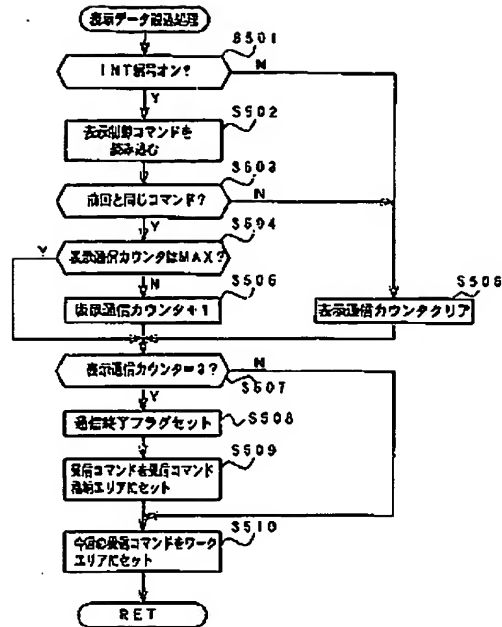 表示データ設定処理
S501
INT信号オン?
N
Y
S502
表示制御コマンドを
読み込む
S503
前回と同じコマンド?
N
Y
S504
Y
表示通信カウンタはMAX?
N
S506
表示通信カウンタ+1
S505
表示通信カウンタクリア
表示通信カウンタ=3?
N
S507
Y
通信終了フラグセット
S508
S509
受信コマンドを受信コマンド
格納エリアにセット
S510
今回の受信コマンドをワーク
エリアにセット
RET